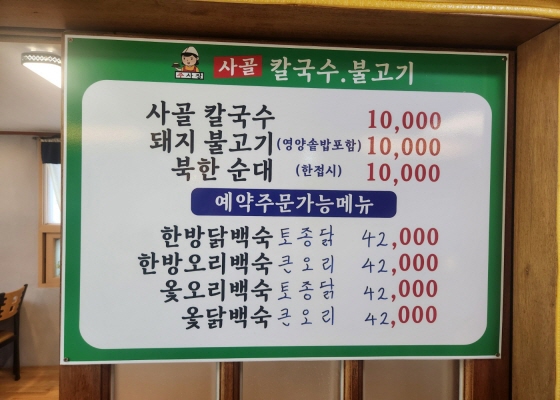 사골 칼국수.불고기
사골 칼국수 10,000
돼지 불고기 (영양솥밥포함) 10,000
북한 순대 (한접시) 10,000
예약주문가능메뉴
한방닭백숙 토종닭 42,000
한방오리백숙 큰오리 42,000
옻오리백숙 토종닭 42,000
옻닭백숙 큰오리 42,000